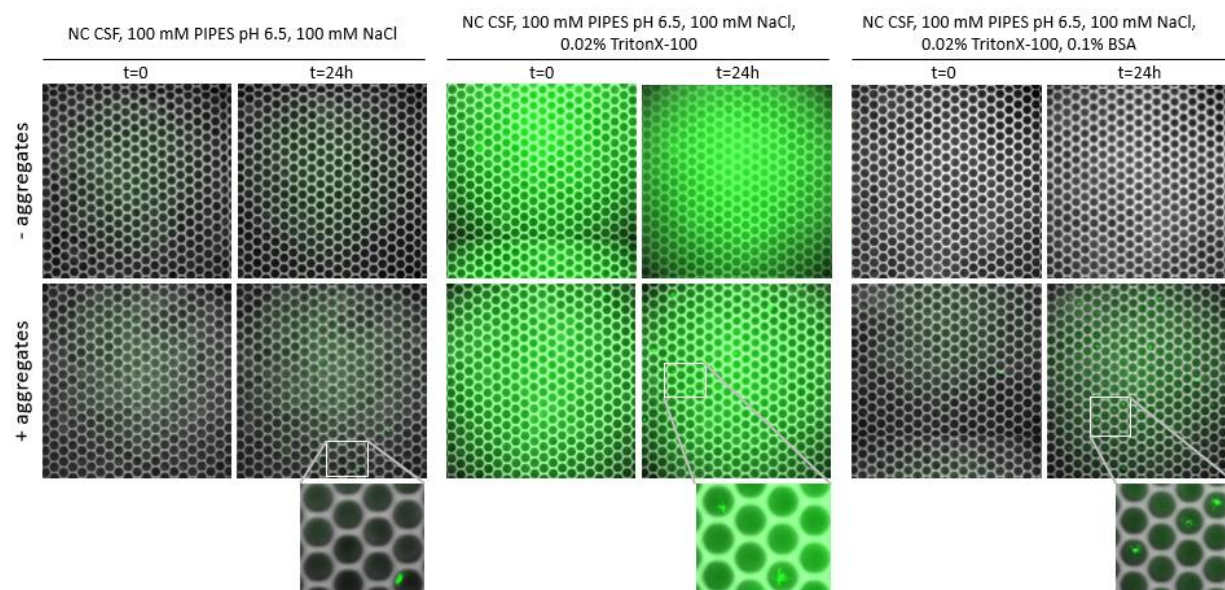 NC CSF, 100 mM PIPES pH 6.5, 100 mM NaCl
NC CSF, 100 mM PIPES pH 6.5, 100 mM NaCl,
0.02% TritonX-100
NC CSF, 100 mM PIPES pH 6.5, 100 mM NaCl,
0.02% TritonX-100, 0.1% BSA
t=0
t=24h
t=0
t=24h
t=0
t=24h
- aggregates
+ aggregates